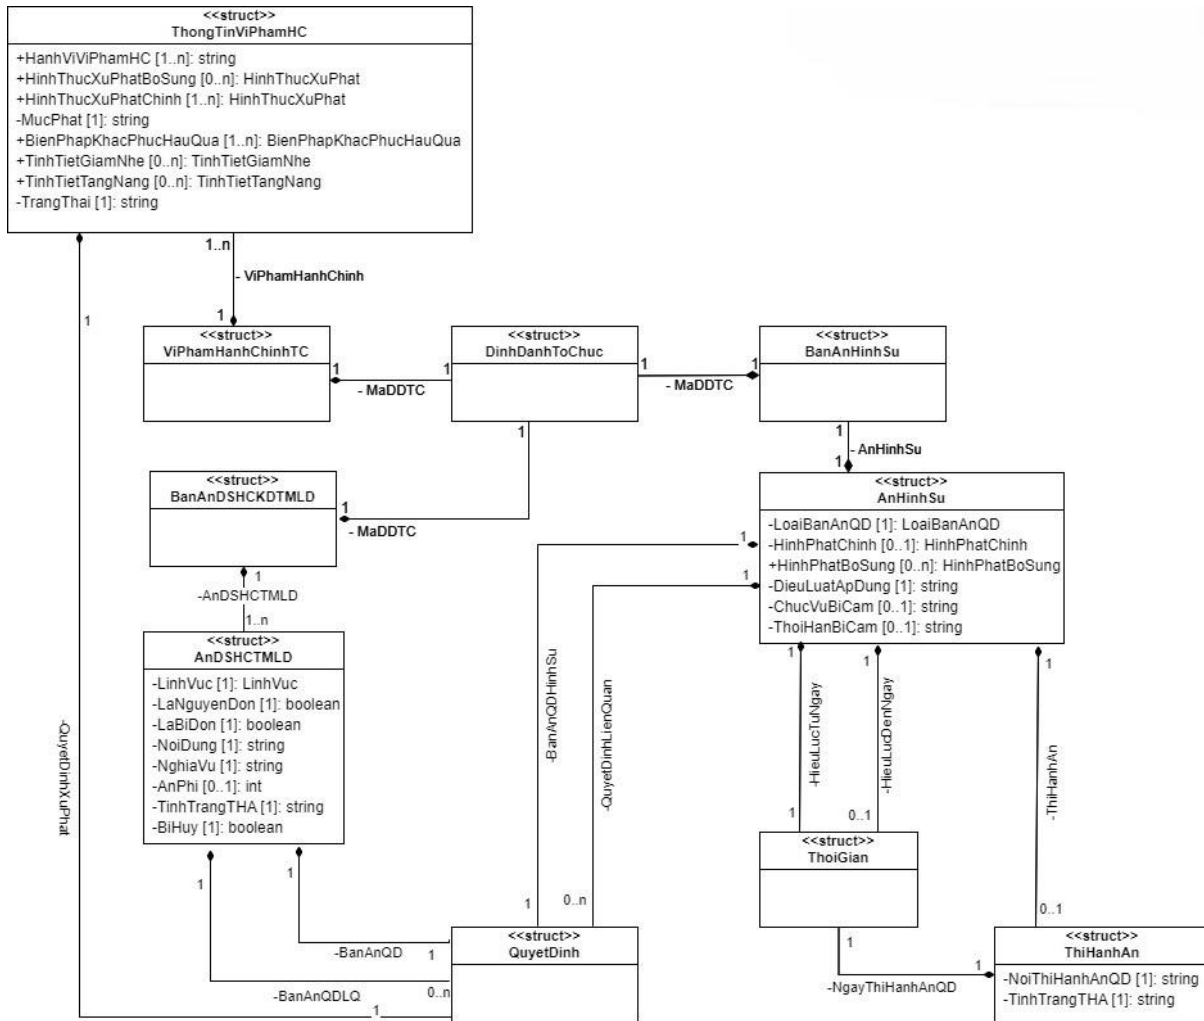 <<struct>>
ThongTinViPhamHC
+HanhViViPhamHC [1..n]: string
+HinhThucXuPhatBoSung [0..n]: HinhThucXuPhat
+HinhThucXuPhatChinh [1..n]: HinhThucXuPhat
-MucPhat [1]: string
+BienPhapKhacPhucHauQua [1..n]: BienPhapKhacPhucHauQua
+TinhTietGiamNhe [0..n]: TinhTietGiamNhe
+TinhTietTangNang [0..n]: TinhTietTangNang
-TrangThai [1]: string
1..n
- ViPhamHanhChinh
1
1
<<struct>>
ViPhamHanhChinhTC
1
- MaDDTC
1
<<struct>>
DinhDanhToChuc
1
- MaDDTC
1
<<struct>>
BanAnHinhSu
1
1
- AnHinhSu
1
<<struct>>
BanAnDSHCKDTMLD
1
- MaDDTC
1
-AnDSHCTMLD
1..n
<<struct>>
AnHinhSu
-LoaiBanAnQD [1]: LoaiBanAnQD
-HinhPhatChinh [0..1]: HinhPhatChinh
+HinhPhatBoSung [0..n]: HinhPhatBoSung
-DieuLuatApDung [1]: string
-ChucVuBiCam [0..1]: string
-ThoiHanBiCam [0..1]: string
1
1
<<struct>>
AnDSHCTMLD
-LinhVuc [1]: LinhVuc
-LaNguyenDon [1]: boolean
-LaBiDon [1]: boolean
-NoiDung [1]: string
-NghiaVu [1]: string
-AnPhi [0..1]: int
-TinhTrangTHA [1]: string
-BiHuy [1]: boolean
-QuyetDinhXuPhat
-BanAnQDHinhSu
-QuyetDinhLienQuan
1
1
1
-HieuLucTuNgay
-HieuLucDenNgay
-ThiHanhAn
1
0..1
<<struct>>
ThoiGian
1
1
1
0..n
0..1
<<struct>>
QuyetDinh
-BanAnQD
1
-BanAnQDLQ
0..n
1
1
-NgayThiHanhAnQD
1
<<struct>>
ThiHanhAn
-NoiThiHanhAnQD [1]: string
-TinhTrangTHA [1]: string